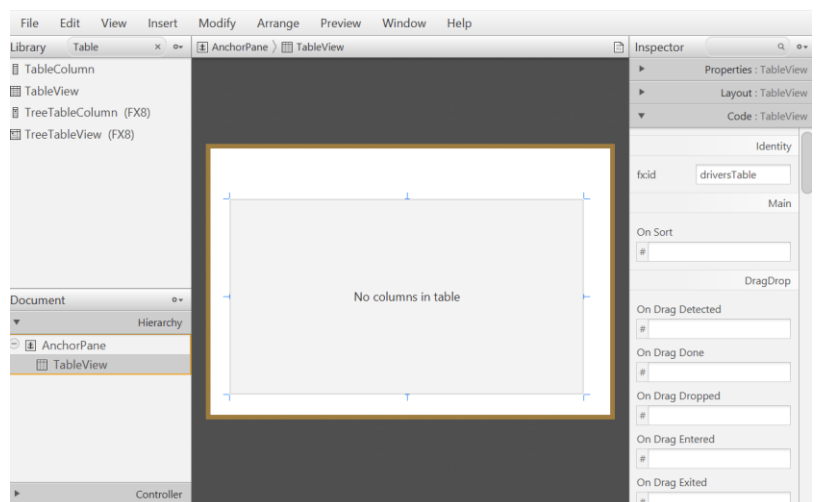 File Edit View Insert Modify Arrange Preview Window Help
Library Table
TableColumn
TableView
TreeTableColumn (FX8)
TreeTableView (FX8)
Document
Hierarchy
AnchorPane
TableView
Controller
AnchorPane TableView
No columns in table
Inspector
Properties : TableView
Layout : TableView
Code : TableView
Identity
fx:id driversTable
Main
On Sort
#
DragDrop
On Drag Detected
#
On Drag Done
#
On Drag Dropped
#
On Drag Entered
#
On Drag Exited
#